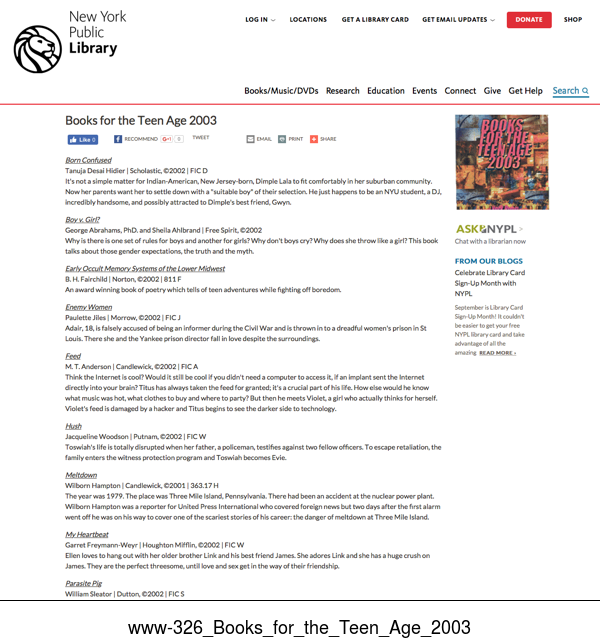 New York
Public
Library
LOG IN
LOCATIONS
GET A LIBRARY CARD
GET EMAIL UPDATES
DONATE
SHOP
Books/Music/DVDs Research Education Events Connect Give Get Help Search
Books for the Teen Age 2003
Like 0
RECOMMEND
G+1 0
TWEET
EMAIL
PRINT
SHARE
Born Confused
Tanuja Desai Hidier | Scholastic, ©2002 | FIC D
It's not a simple matter for Indian-American, New Jersey-born, Dimple Lala to fit comfortably in her suburban community.
Now her parents want her to settle down with a "suitable boy" of their selection. He just happens to be an NYU student, a DJ,
incredibly handsome, and possibly attracted to Dimple's best friend, Gwyn.
Boy v. Girl?
George Abrahams, PhD. and Sheila Ahlbrand | Free Spirit, ©2002
Why is there is one set of rules for boys and another for girls? Why don't boys cry? Why does she throw like a girl? This book
talks about those gender expectations, the truth and the myth.
Early Occult Memory Systems of the Lower Midwest
B. H. Fairchild | Norton, ©2002 | 811 F
An award winning book of poetry which tells of teen adventures while fighting off boredom.
Enemy Women
Paulette Jiles | Morrow, ©2002 | FIC J
Adair, 18, is falsely accused of being an informer during the Civil War and is thrown in to a dreadful women's prison in St
Louis. There she and the Yankee prison director fall in love despite the surroundings.
Feed
M. T. Anderson | Candlewick, ©2002 | FIC A
Think the Internet is cool? Would it still be cool if you didn't need a computer to access it, if an implant sent the Internet
directly into your brain? Titus has always taken the feed for granted; it's a crucial part of his life. How else would he know
what music was hot, what clothes to buy and where to party? But then he meets Violet, a girl who actually thinks for herself.
Violet's feed is damaged by a hacker and Titus begins to see the darker side to technology.
Hush
Jacqueline Woodson | Putnam, ©2002 | FIC W
Toswiah's life is totally disrupted when her father, a policeman, testifies against two fellow officers. To escape retaliation, the
family enters the witness protection program and Toswiah becomes Evie.
Meltdown
Wilborn Hampton | Candlewick, ©2001 | 363.17 H
The year was 1979. The place was Three Mile Island, Pennsylvania. There had been an accident at the nuclear power plant.
Wilborn Hampton was a reporter for United Press International who covered foreign news but two days after the first alarm
went off he was on his way to cover one of the scariest stories of his career: the danger of meltdown at Three Mile Island.
My Heartbeat
Garret Freymann-Weyr | Houghton Mifflin, ©2002 | FIC W
Ellen loves to hang out with her older brother Link and his best friend James. She adores Link and she has a huge crush on
James. They are the perfect threesome, until love and sex get in the way of their friendship.
Parasite Pig
William Sleator | Dutton, ©2002 | FIC S
BOOKS
FOR THE
TEEN AGE
2003
ASK NYPL >
Chat with a librarian now
FROM OUR BLOGS
Celebrate Library Card
Sign-Up Month with
NYPL
September is Library Card
Sign-Up Month! It couldn't
be easier to get your free
NYPL library card and take
advantage of all the
amazing READ MORE ›
www-326_Books_for_the_Teen_Age_2003